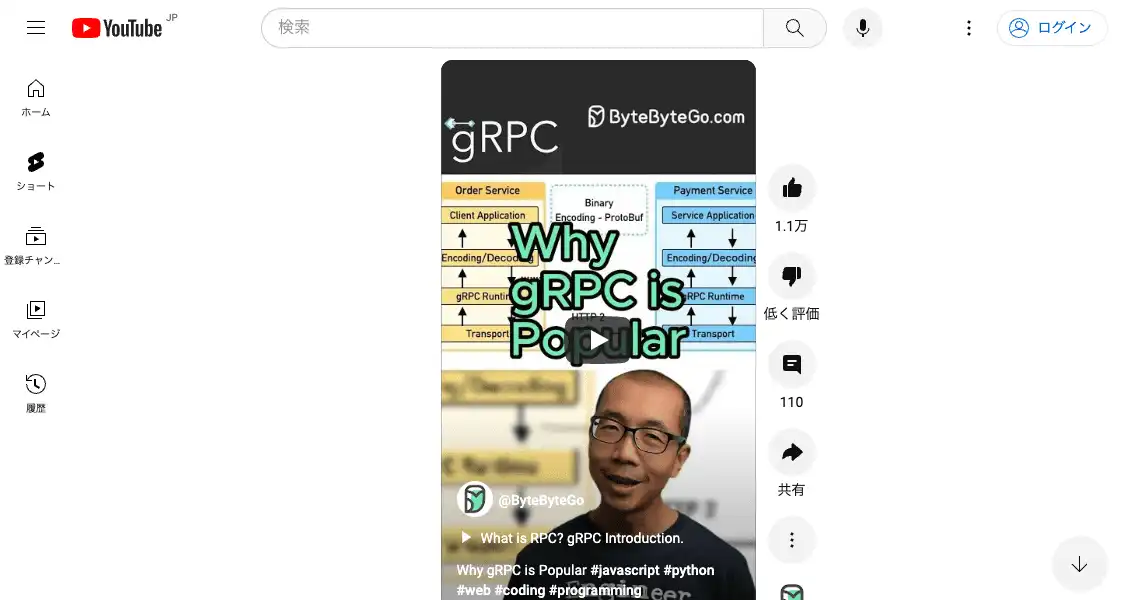 YouTube JP
検索
ログイン
ホーム
ショート
登録チャン...
マイページ
履歴
gRPC
ByteByteGo.com
Order Service
Client Application
Encoding/Decoding
gRPC Runtime
Transport
Binary
Encoding - ProtoBuf
HTTP 2
Payment Service
Service Application
Encoding/Decoding
gRPC Runtime
Transport
Why
gRPC is
Popular
@ByteByteGo
What is RPC? gRPC Introduction.
Why gRPC is Popular #javascript #python
#web #coding #programming
Engineer
1.1万
低く評価
110
共有